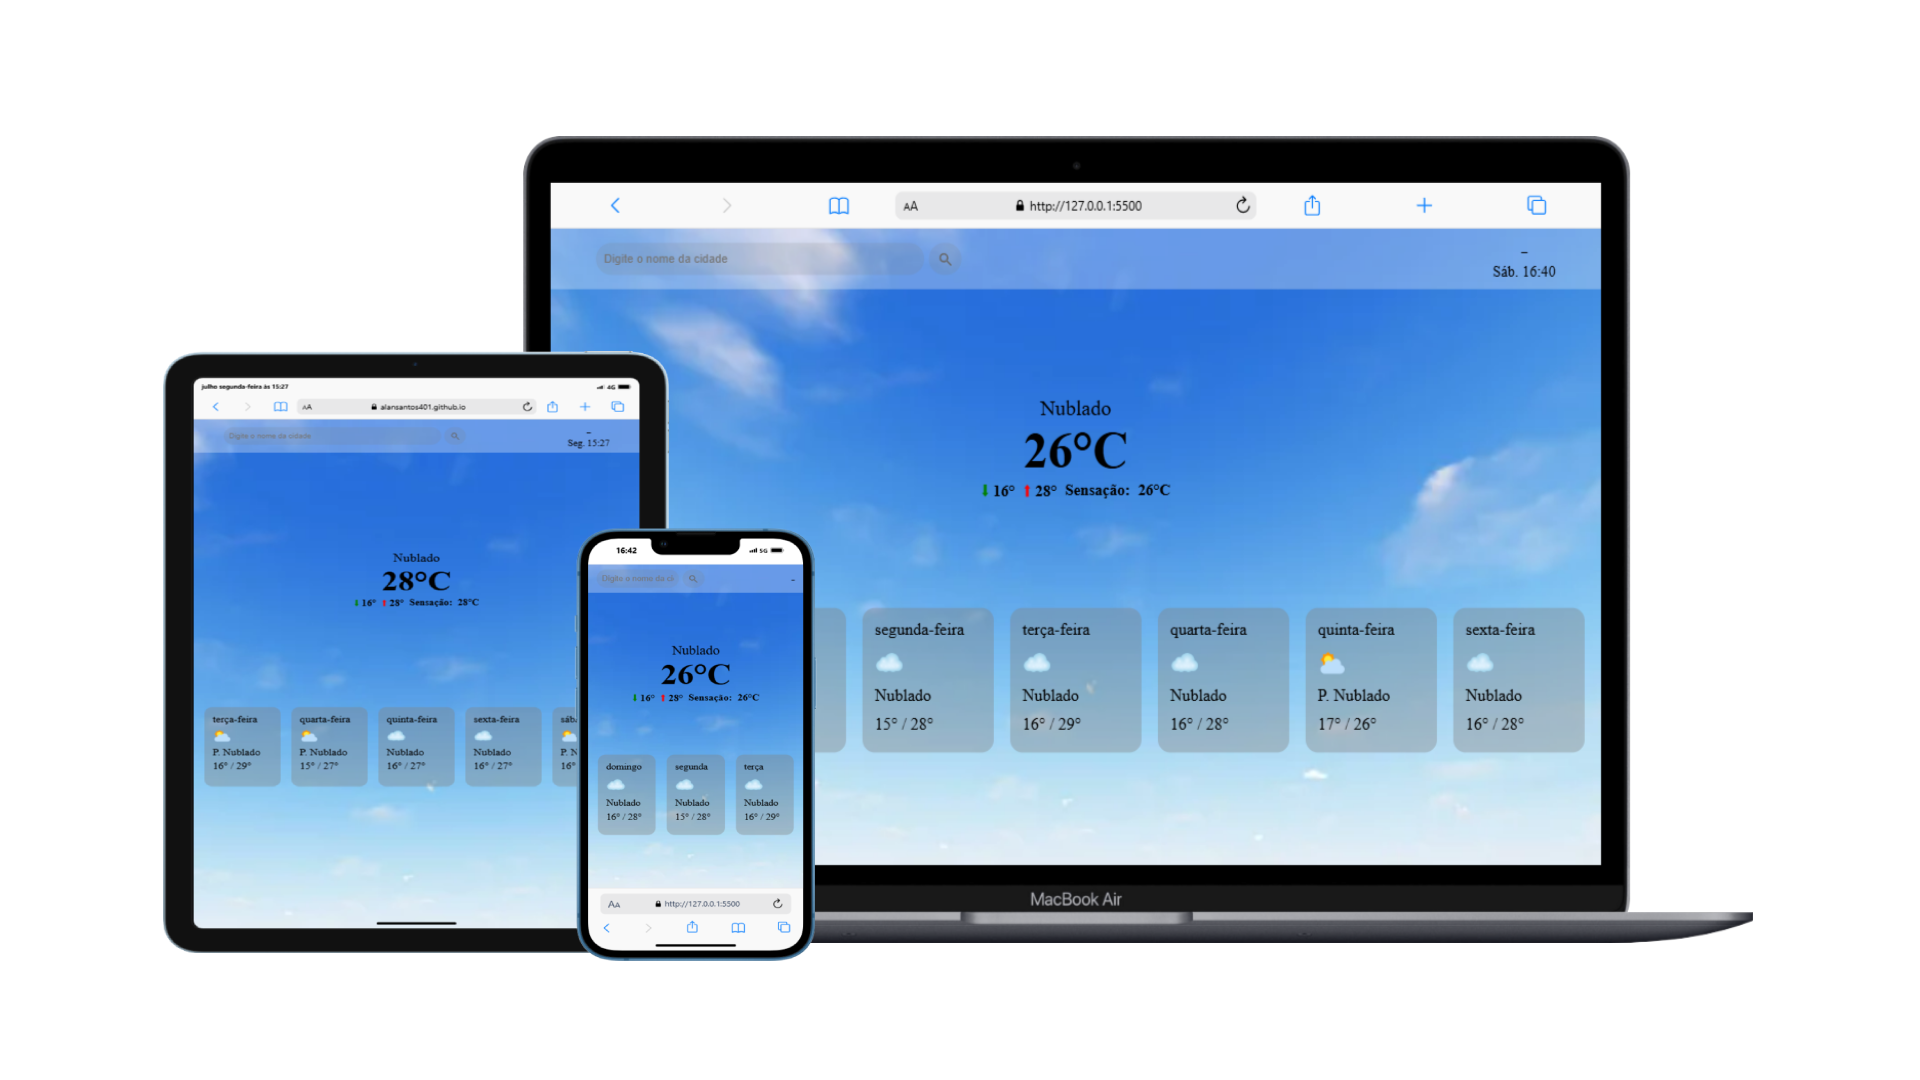 AA http://127.0.0.1:5500
Digite o nome da cidade
–
Sáb. 16:40
Nublado
26°C
16° 28° Sensação: 26°C
segunda-feira
Nublado
15° / 28°
terça-feira
Nublado
16° / 29°
quarta-feira
Nublado
16° / 28°
quinta-feira
P. Nublado
17° / 26°
sexta-feira
Nublado
16° / 28°
MacBook Air
julho segunda-feira às 15:27
4G
AA alansantos401.github.io
Digite o nome da cidade
–
Seg. 15:27
Nublado
28°C
16° 28° Sensação: 28°C
terça-feira
P. Nublado
16° / 29°
quarta-feira
P. Nublado
15° / 27°
quinta-feira
Nublado
16° / 27°
sexta-feira
Nublado
16° / 27°
sáb
P. N
16°
16:42
5G
Digite o nome da ci
–
Nublado
26°C
16° 28° Sensação: 26°C
domingo
Nublado
16° / 28°
segunda
Nublado
15° / 28°
terça
Nublado
16° / 29°
AA http://127.0.0.1:5500